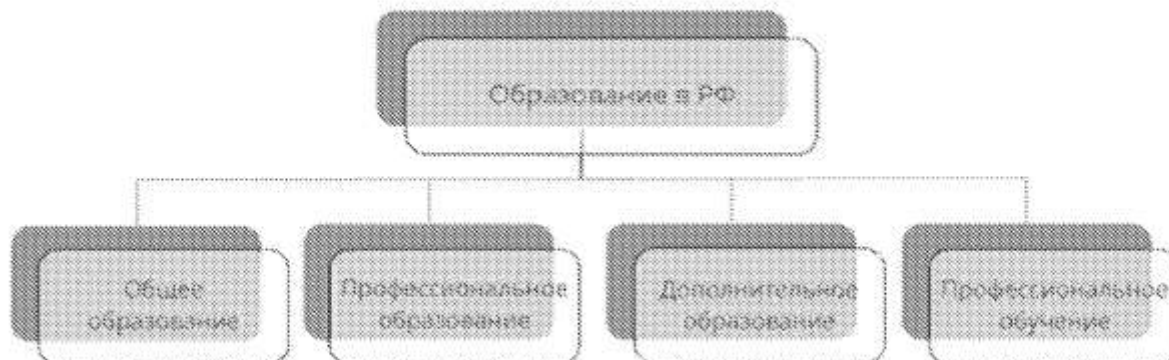 Образование в РФ
Общее
образование
Профессиональное
образование
Дополнительное
образование
Профессиональное
обучение